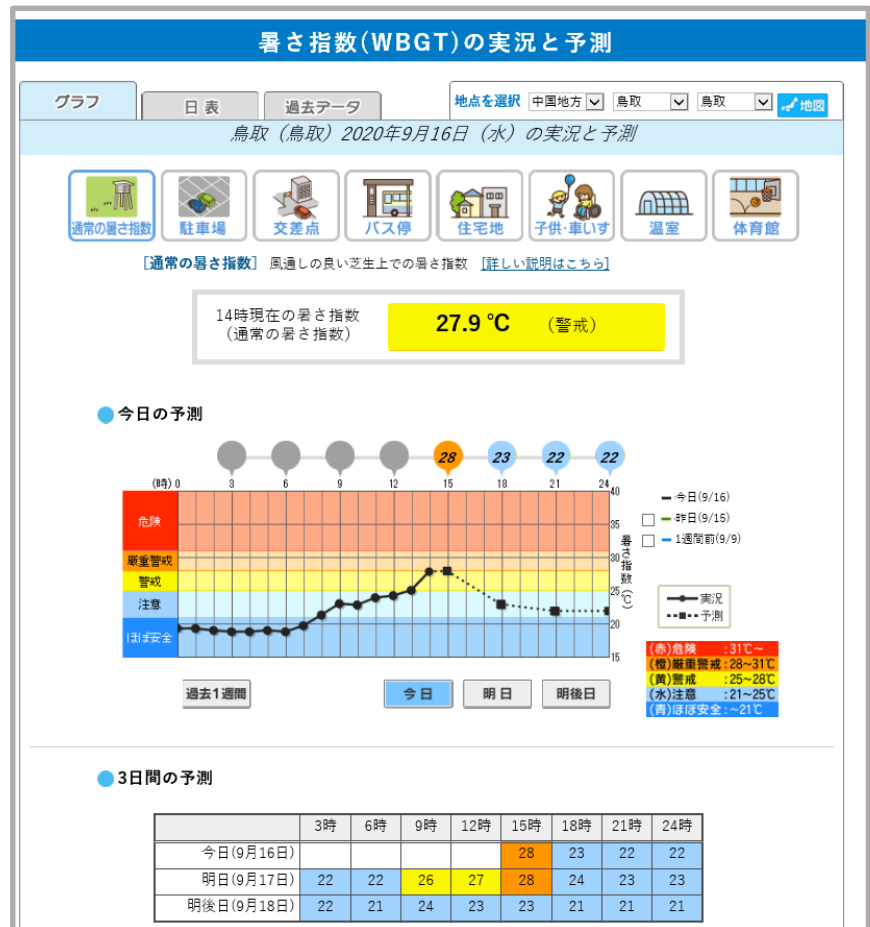 暑さ指数(WBGT)の実況と予測
グラフ
日表
過去データ
地点を選択 中国地方 鳥取 鳥取 地図
鳥取（鳥取）2020年9月16日（水）の実況と予測
通常の暑さ指数 駐車場 交差点 バス停 住宅地 子供・車いす 温室 体育館
［通常の暑さ指数］ 風通しの良い芝生上での暑さ指数 [詳しい説明はこちら]
14時現在の暑さ指数
（通常の暑さ指数）
27.9 ℃ （警戒）
今日の予測
28 23 22 22
(時) 0 3 6 9 12 15 18 21 24
40
35
30
25
20
15
暑さ指数(℃)
危険
厳重警戒
警戒
注意
ほぼ安全
今日(9/16)
昨日(9/15)
1週間前(9/9)
実況
予測
(赤)危険 :31℃～
(橙)厳重警戒:28～31℃
(黄)警戒 :25～28℃
(水)注意 :21～25℃
(青)ほぼ安全:～21℃
過去1週間 今日 明日 明後日
3日間の予測
3時 6時 9時 12時 15時 18時 21時 24時
今日(9月16日) 28 23 22 22
明日(9月17日) 22 22 26 27 28 24 23 23
明後日(9月18日) 22 21 24 23 23 21 21 21